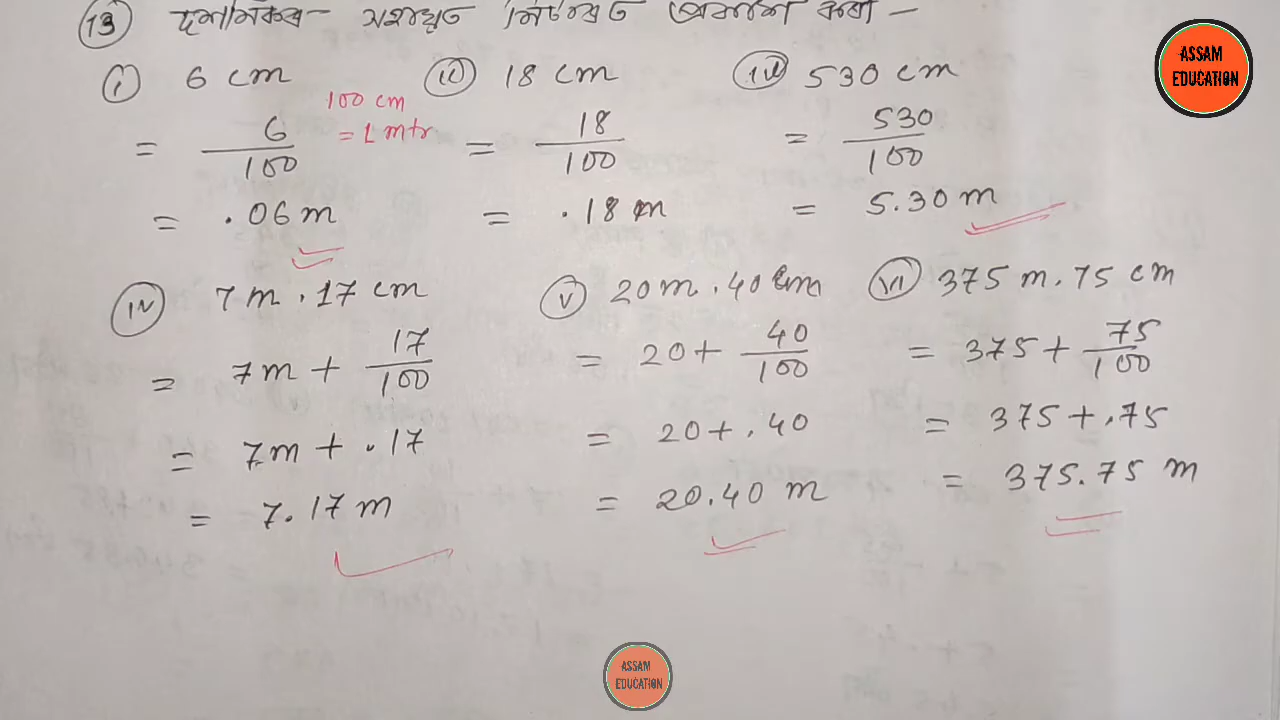 13 দশমিকৰ সহায়ত মিটাৰত প্ৰকাশ কৰা -
i 6 cm
100 cm
= 1 mtr
= 6/100
= .06 m
ii 18 cm
= 18/100
= .18 m
iii 530 cm
= 530/100
= 5.30 m
iv 7 m . 17 cm
= 7m + 17/100
= 7m + .17
= 7.17 m
v 20 m . 40 cm
= 20 + 40/100
= 20 + .40
= 20.40 m
vi 375 m . 75 cm
= 375 + 75/100
= 375 + .75
= 375.75 m
ASSAM
EDUCATION
ASSAM
EDUCATION